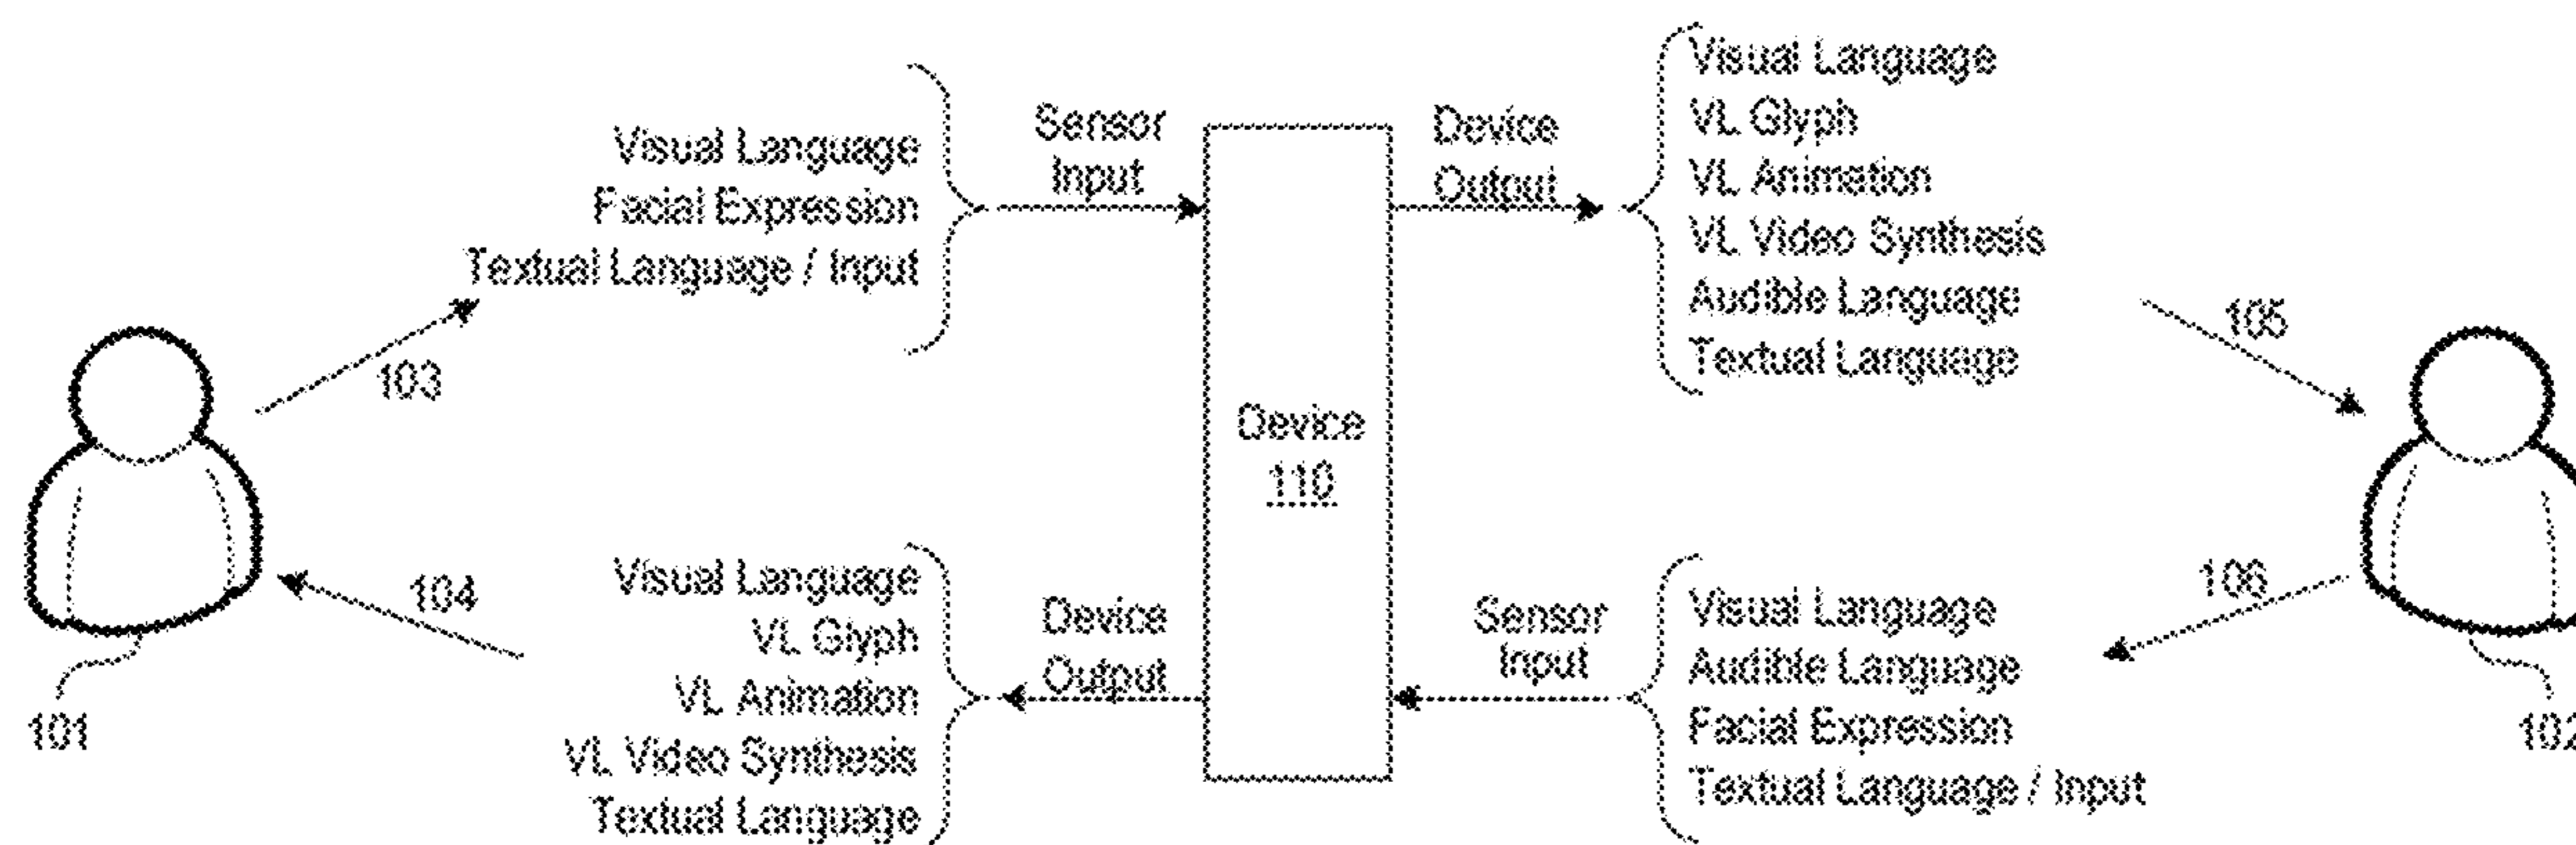 Visual Language
Facial Expression
Textual Language / Input
103
Sensor
Input
Device
Output
Visual Language
VL Glyph
VL Animation
VL Video Synthesis
Audible Language
Textual Language
105
Device
110
101
104
Visual Language
VL Glyph
VL Animation
VL Video Synthesis
Textual Language
Device
Output
Sensor
Input
Visual Language
Audible Language
Facial Expression
Textual Language / Input
106
102